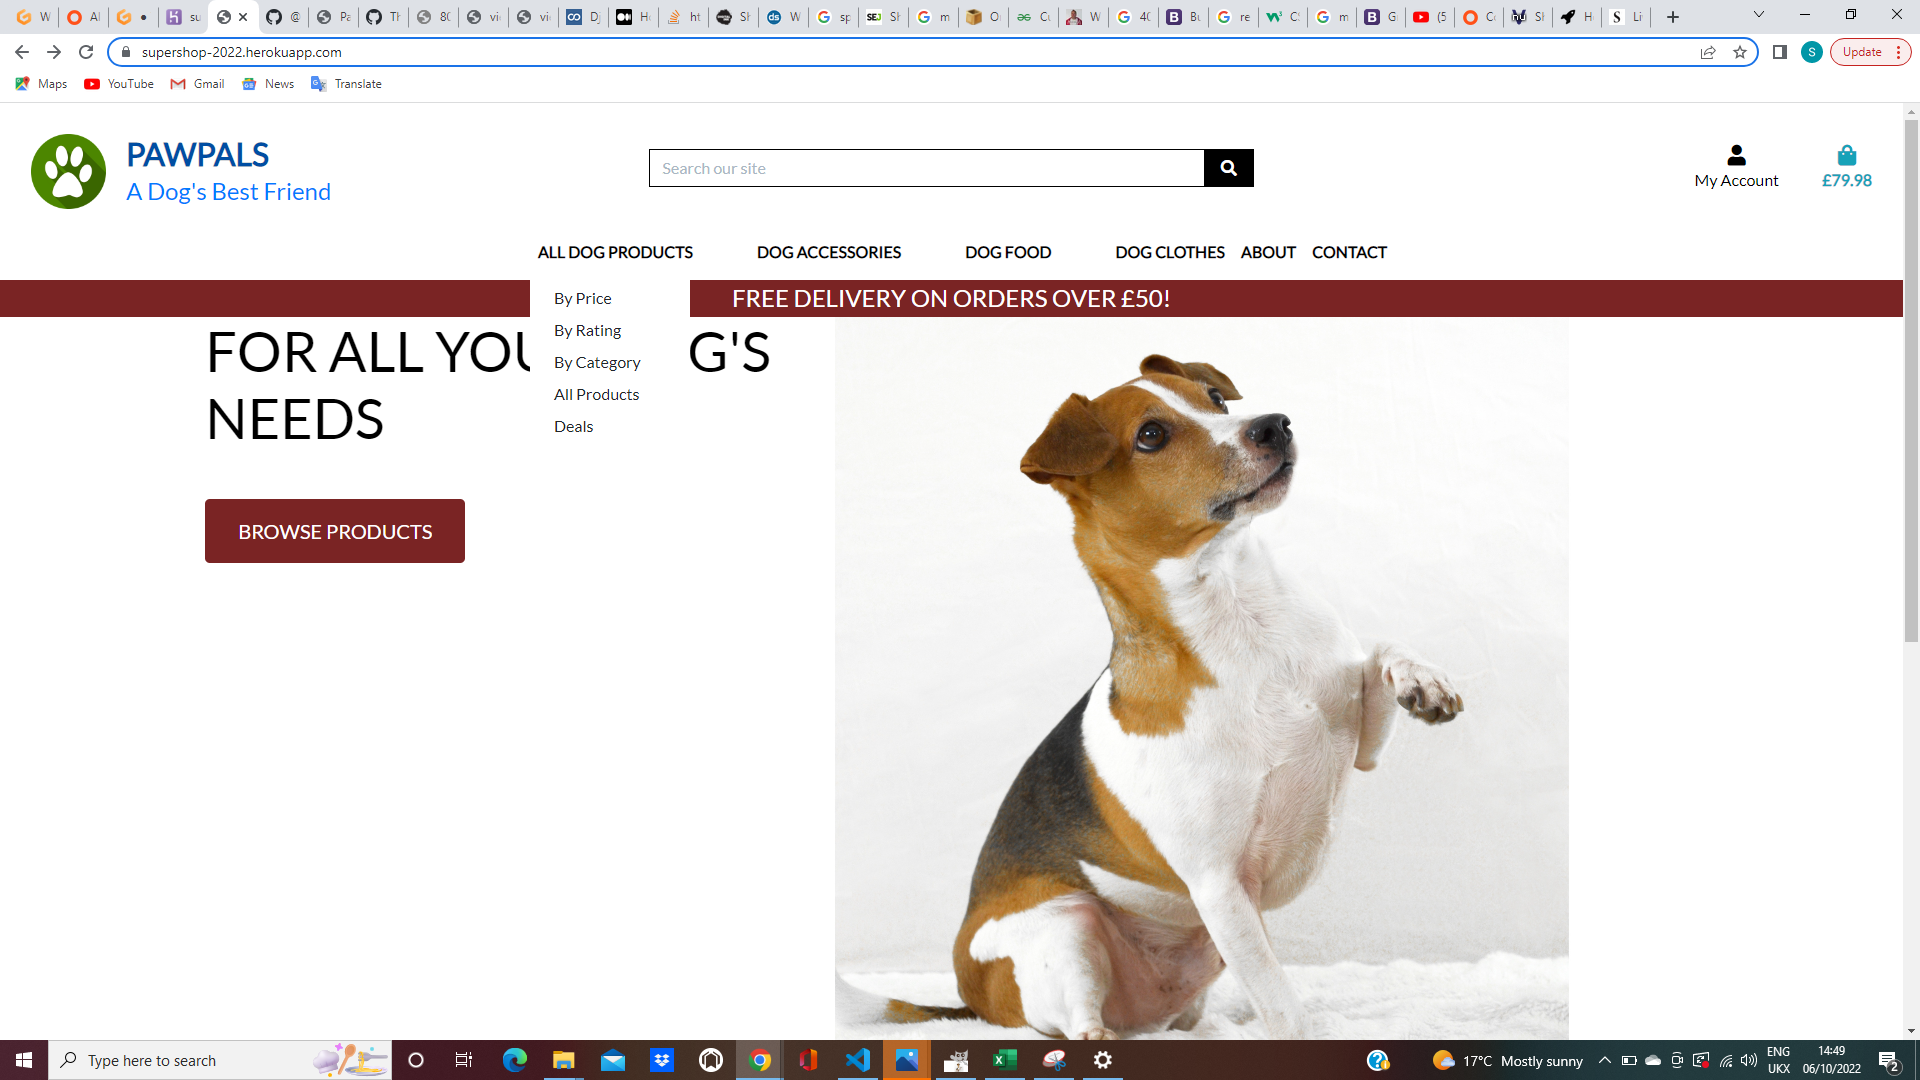 supershop-2022.herokuapp.com
Update
Maps
YouTube
Gmail
News
Translate
PAWPALS
A Dog's Best Friend
Search our site
My Account
£79.98
ALL DOG PRODUCTS
DOG ACCESSORIES
DOG FOOD
DOG CLOTHES
ABOUT
CONTACT
FREE DELIVERY ON ORDERS OVER £50!
By Price
By Rating
By Category
All Products
Deals
FOR ALL YOU G'S
NEEDS
BROWSE PRODUCTS
Type here to search
17°C Mostly sunny
ENG
UKX
14:49
06/10/2022
2